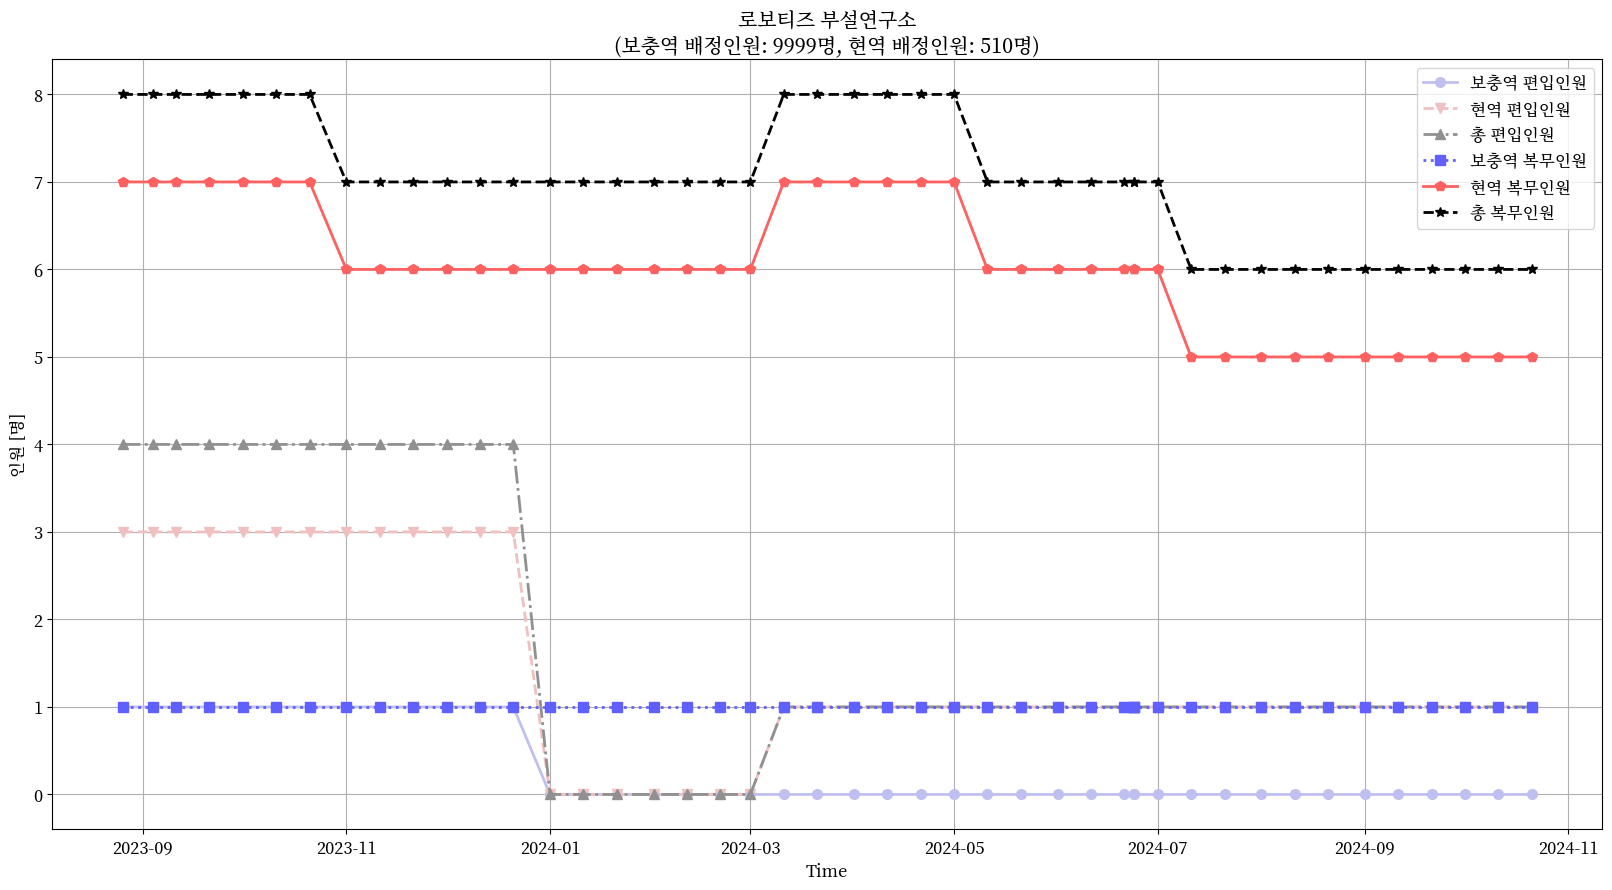 로보티즈 부설연구소
(보충역 배정인원: 9999명, 현역 배정인원: 510명)
보충역 편입인원
현역 편입인원
총 편입인원
보충역 복무인원
현역 복무인원
총 복무인원
인원 [명]
8
7
6
5
4
3
2
1
0
2023-09
2023-11
2024-01
2024-03
2024-05
2024-07
2024-09
2024-11
Time